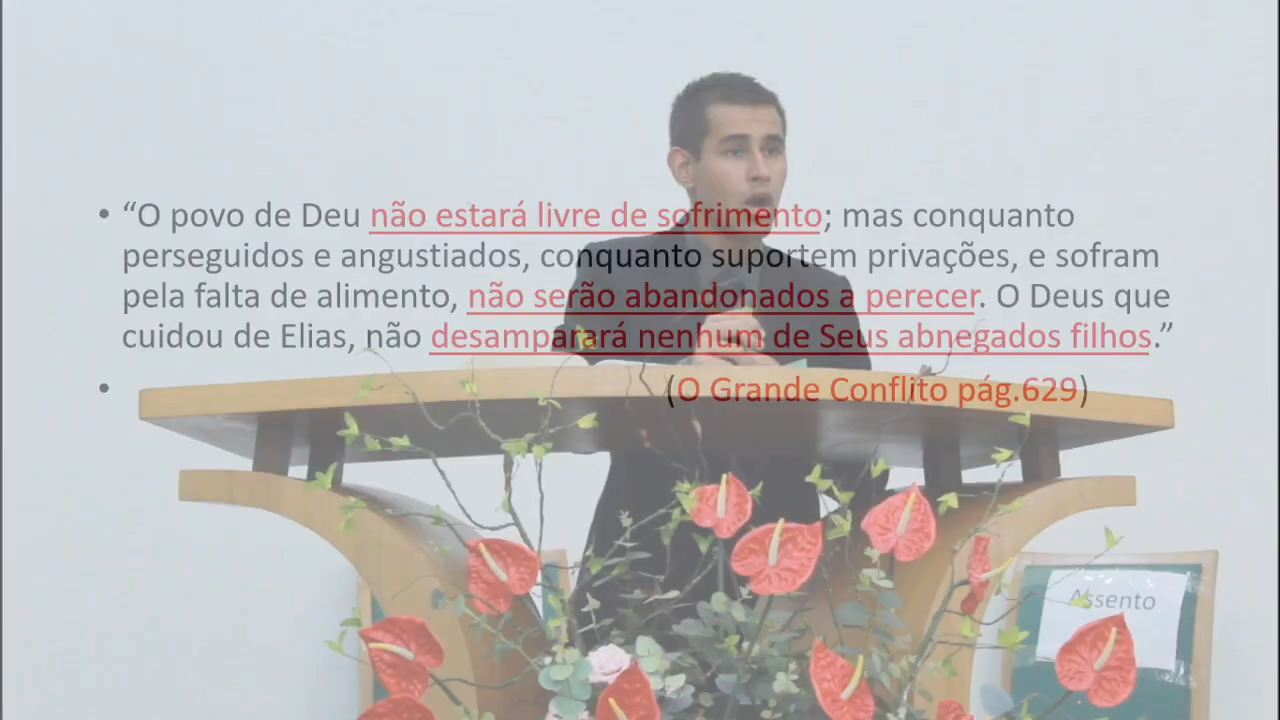 • “O povo de Deu não estará livre de sofrimento; mas conquanto
perseguidos e angustiados, conquanto suportem privações, e sofram
pela falta de alimento, não serão abandonados a perecer. O Deus que
cuidou de Elias, não desamparará nenhum de Seus abnegados filhos.”
• (O Grande Conflito pág.629)
Assento